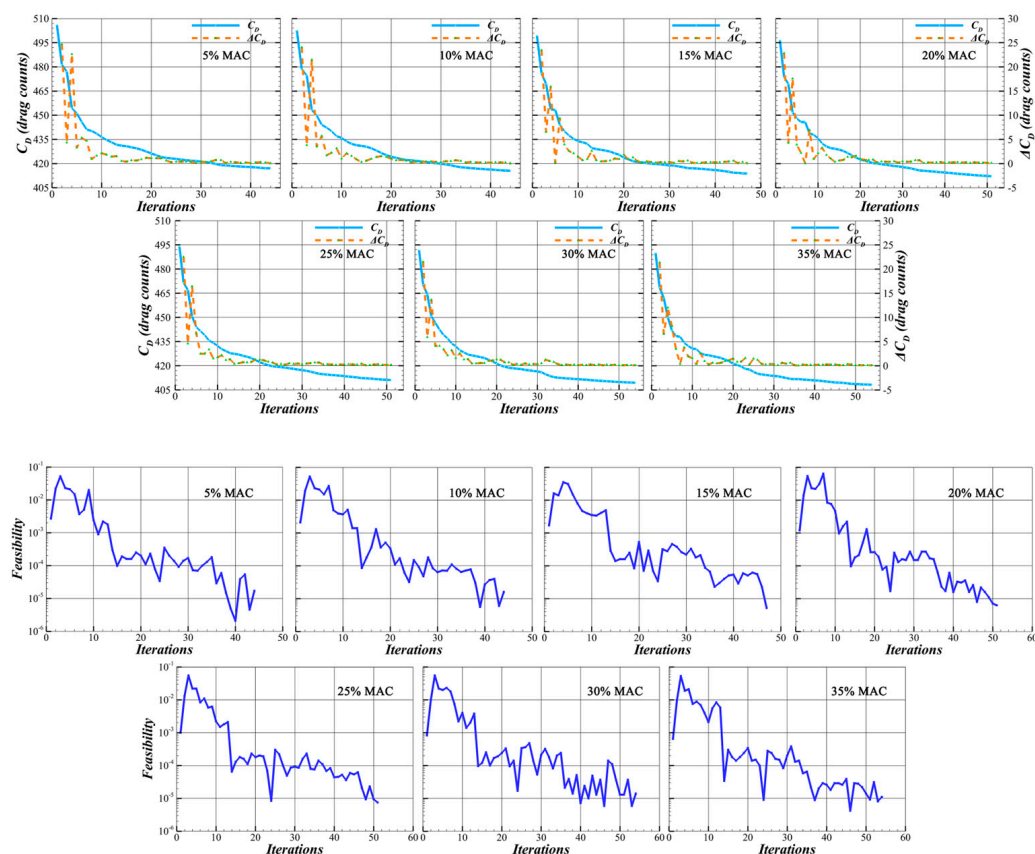 510
495
480
465
450
435
420
405
C_D (drag counts)
C_D
ΔC_D
5% MAC
0 10 20 30 40
Iterations
C_D
ΔC_D
10% MAC
0 10 20 30 40
Iterations
C_D
ΔC_D
15% MAC
0 10 20 30 40 50
Iterations
C_D
ΔC_D
20% MAC
0 10 20 30 40 50
Iterations
30
25
20
15
10
5
0
-5
ΔC_D (drag counts)
510
495
480
465
450
435
420
405
C_D (drag counts)
C_D
ΔC_D
25% MAC
0 10 20 30 40 50
Iterations
C_D
ΔC_D
30% MAC
0 10 20 30 40 50
Iterations
C_D
ΔC_D
35% MAC
0 10 20 30 40 50
Iterations
30
25
20
15
10
5
0
-5
ΔC_D (drag counts)
10^-1
10^-2
10^-3
10^-4
10^-5
10^-6
Feasibility
5% MAC
0 10 20 30 40 50
Iterations
10% MAC
0 10 20 30 40 50
Iterations
15% MAC
0 10 20 30 40 50
Iterations
20% MAC
0 10 20 30 40 50 60
Iterations
10^-1
10^-2
10^-3
10^-4
10^-5
10^-6
Feasibility
25% MAC
0 10 20 30 40 50 60
Iterations
30% MAC
0 10 20 30 40 50 60
Iterations
35% MAC
0 10 20 30 40 50 60
Iterations